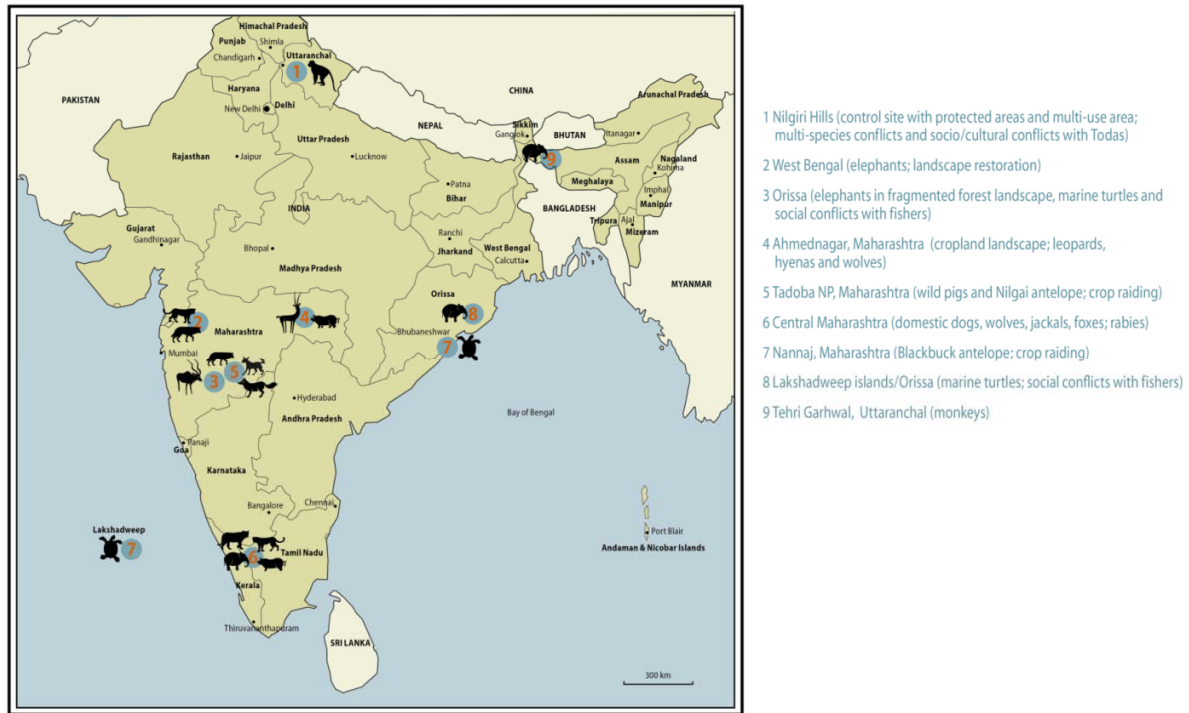 Himachal Pradesh
Punjab
Shimla
Chandigarh
Uttaranchal
1
Haryana
PAKISTAN
CHINA
Arunachal Pradesh
New Delhi
Delhi
NEPAL
Sikkim
Gangtok
BHUTAN
Itanagar
Uttar Pradesh
Rajasthan
Jaipur
Lucknow
9
Assam
Nagaland
Kohima
Meghalaya
Patna
Bihar
Imphal
Manipur
INDIA
BANGLADESH
Gujarat
Gandhinagar
Ranchi
Tripura
Ajal
Mizeram
Bhopal
Jharkand
West Bengal
Calcutta
Madhya Pradesh
MYANMAR
Orissa
2
4
8
Maharashtra
Bhubaneshwar
Mumbai
7
5
3
Hyderabad
Andhra Pradesh
Bay of Bengal
Panaji
Goa
Karnataka
Bangalore
Chennai
Lakshadweep
7
Port Blair
Andaman & Nicobar Islands
6
Tamil Nadu
Kerala
Thiruvananthapuram
SRI LANKA
300 km
1 Nilgiri Hills (control site with protected areas and multi-use area;
multi-species conflicts and socio/cultural conflicts with Todas)
2 West Bengal (elephants; landscape restoration)
3 Orissa (elephants in fragmented forest landscape, marine turtles and
social conflicts with fishers)
4 Ahmednagar, Maharashtra (cropland landscape; leopards,
hyenas and wolves)
5 Tadoba NP, Maharashtra (wild pigs and Nilgai antelope; crop raiding)
6 Central Maharashtra (domestic dogs, wolves, jackals, foxes; rabies)
7 Nannaj, Maharashtra (Blackbuck antelope; crop raiding)
8 Lakshadweep islands/Orissa (marine turtles; social conflicts with fishers)
9 Tehri Garhwal, Uttaranchal (monkeys)